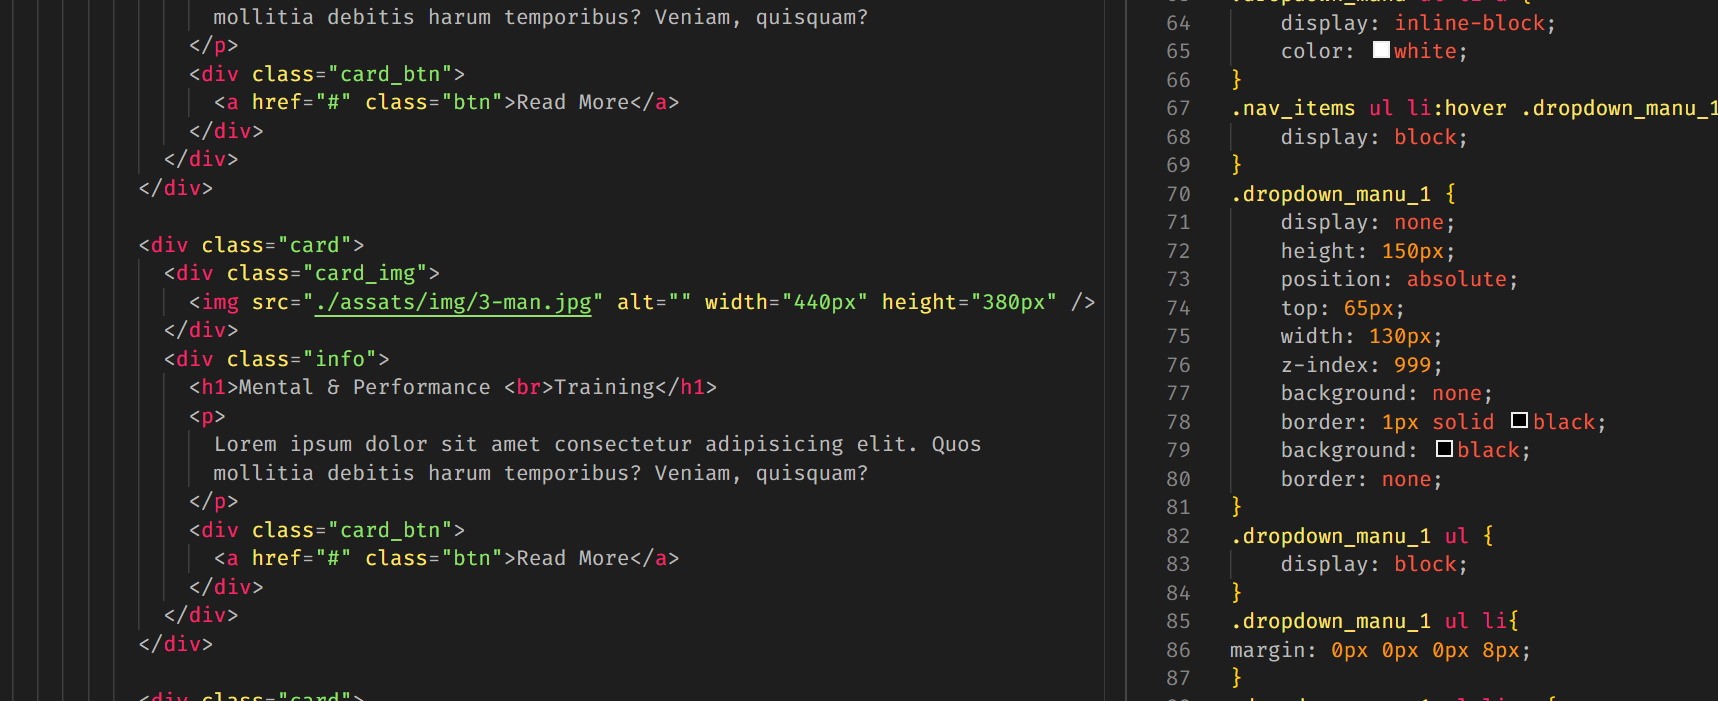 mollitia debitis harum temporibus? Veniam, quisquam?
</p>
<div class="card_btn">
<a href="#" class="btn">Read More</a>
</div>
</div>
</div>
<div class="card">
<div class="card_img">
<img src="./assats/img/3-man.jpg" alt="" width="440px" height="380px" />
</div>
<div class="info">
<h1>Mental & Performance <br>Training</h1>
<p>
Lorem ipsum dolor sit amet consectetur adipisicing elit. Quos
mollitia debitis harum temporibus? Veniam, quisquam?
</p>
<div class="card_btn">
<a href="#" class="btn">Read More</a>
</div>
</div>
</div>
<div class="card">
64 display: inline-block;
65 color: white;
66 }
67 .nav_items ul li:hover .dropdown_manu_1
68 display: block;
69 }
70 .dropdown_manu_1 {
71 display: none;
72 height: 150px;
73 position: absolute;
74 top: 65px;
75 width: 130px;
76 z-index: 999;
77 background: none;
78 border: 1px solid black;
79 background: black;
80 border: none;
81 }
82 .dropdown_manu_1 ul {
83 display: block;
84 }
85 .dropdown_manu_1 ul li{
86 margin: 0px 0px 0px 8px;
87 }